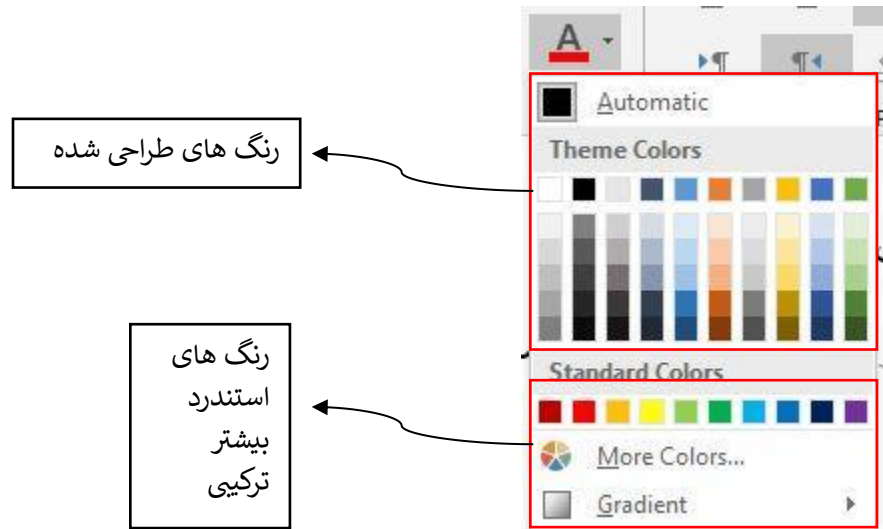 A
Automatic
Theme Colors
رنگ های طراحی شده
Standard Colors
رنگ های
استندرد
بیشتر
ترکیبی
More Colors...
Gradient